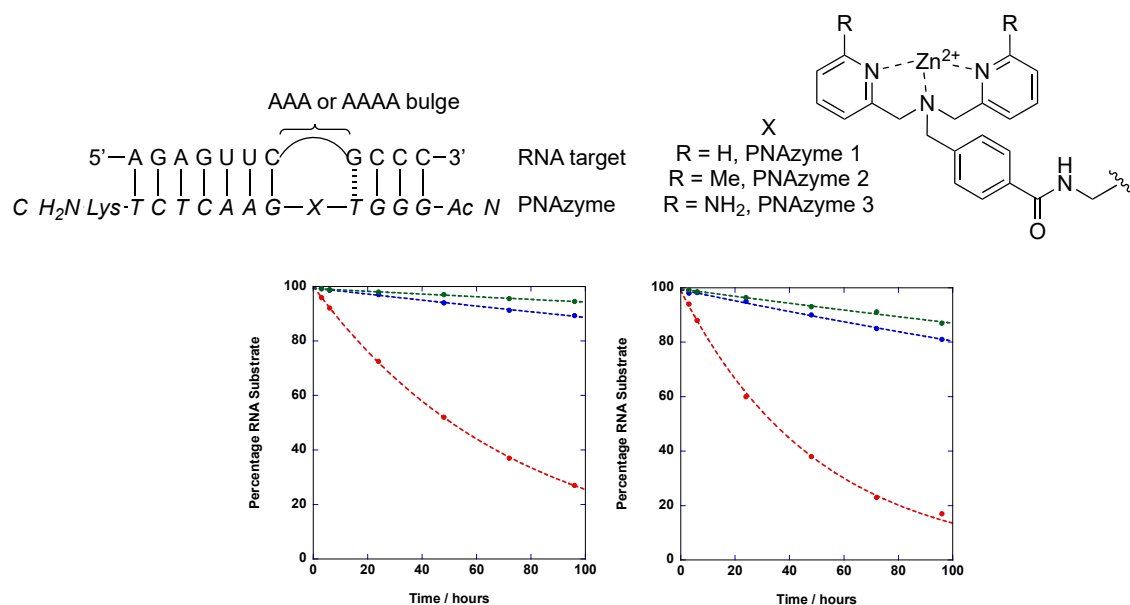 AAA or AAAA bulge
5’ A G A G U U C G C C C 3’ RNA target
C H₂N Lys T C T C A A G X T G G G Ac N PNAzyme
R R
N Zn²⁺ N
N
X
R = H, PNAzyme 1
R = Me, PNAzyme 2
R = NH₂, PNAzyme 3
H
N
O
Percentage RNA Substrate
100
80
60
40
20
0
0 20 40 60 80 100
Time / hours
Percentage RNA Substrate
100
80
60
40
20
0
0 20 40 60 80 100
Time / hours